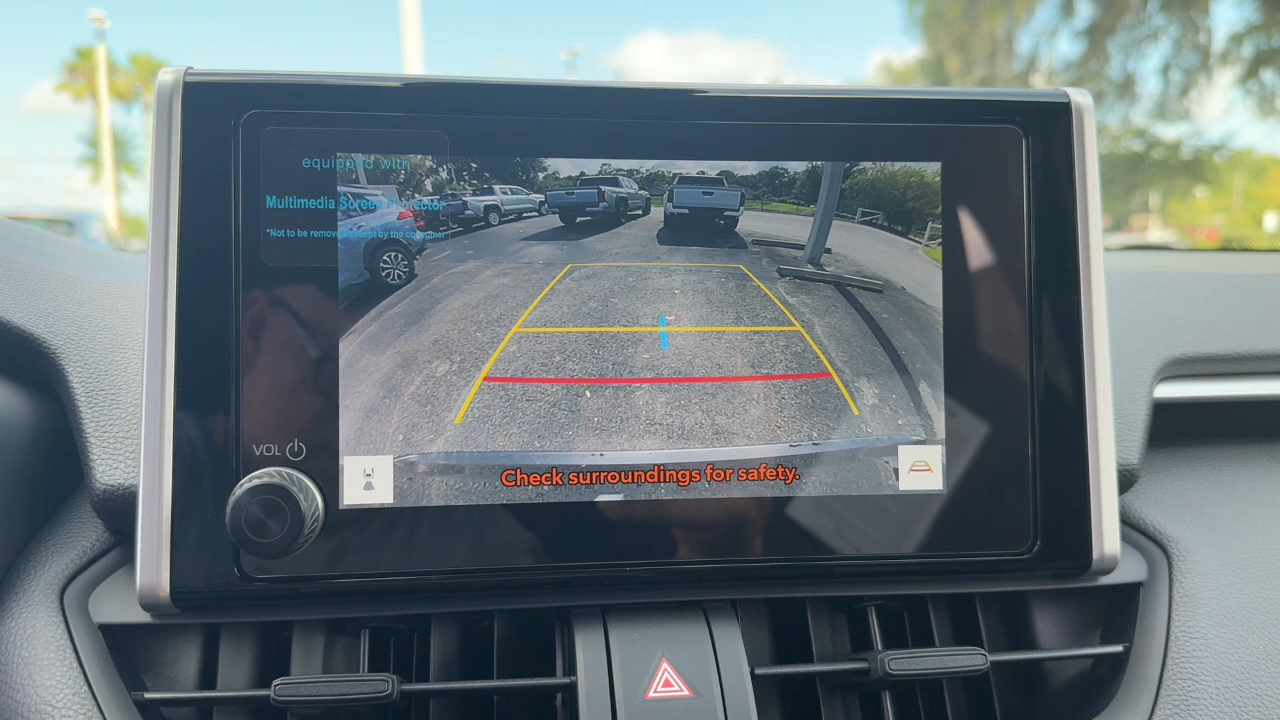 equipped with
Multimedia Screen Protector
*Not to be removed except by the consumer
VOL
Check surroundings for safety.